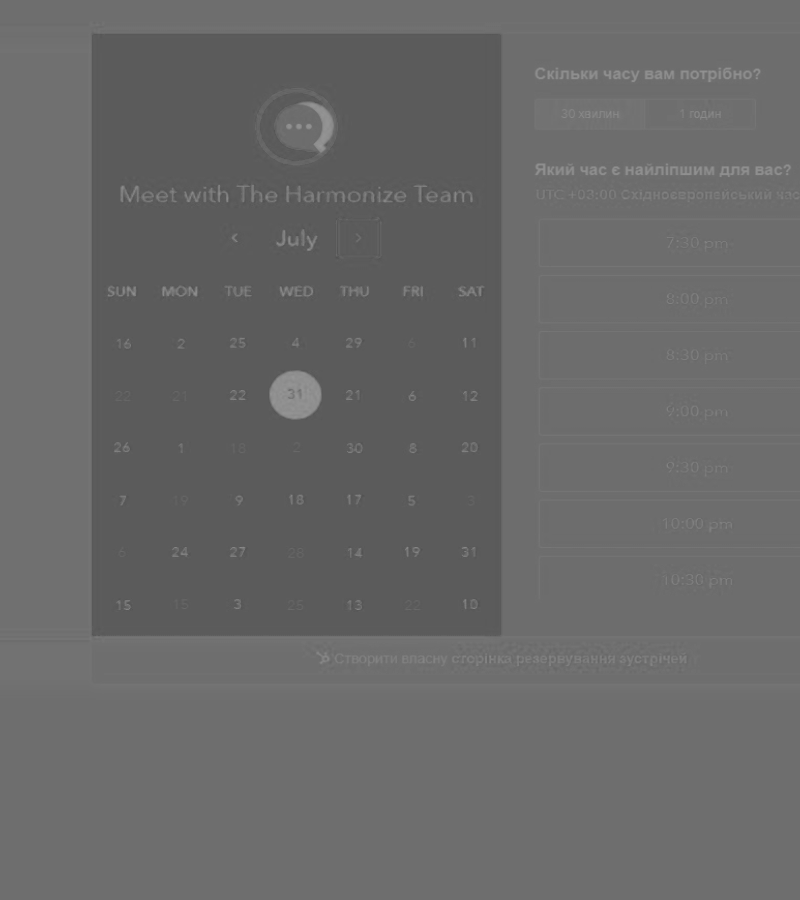 Meet with The Harmonize Team
July
SUN MON TUE WED THU FRI SAT
16 2 25 4 29 6 11
22 21 22 31 21 6 12
26 1 18 2 30 8 20
7 19 9 18 17 5 3
6 24 27 28 14 19 31
15 15 3 25 13 22 10
Скільки часу вам потрібно?
30 хвилин 1 годин
Який час є найліпшим для вас?
UTC +03:00 Східноєвропейський час
7:30 pm
8:00 pm
8:30 pm
9:00 pm
9:30 pm
10:00 pm
10:30 pm
Створити власну сторінка резервування зустрічей